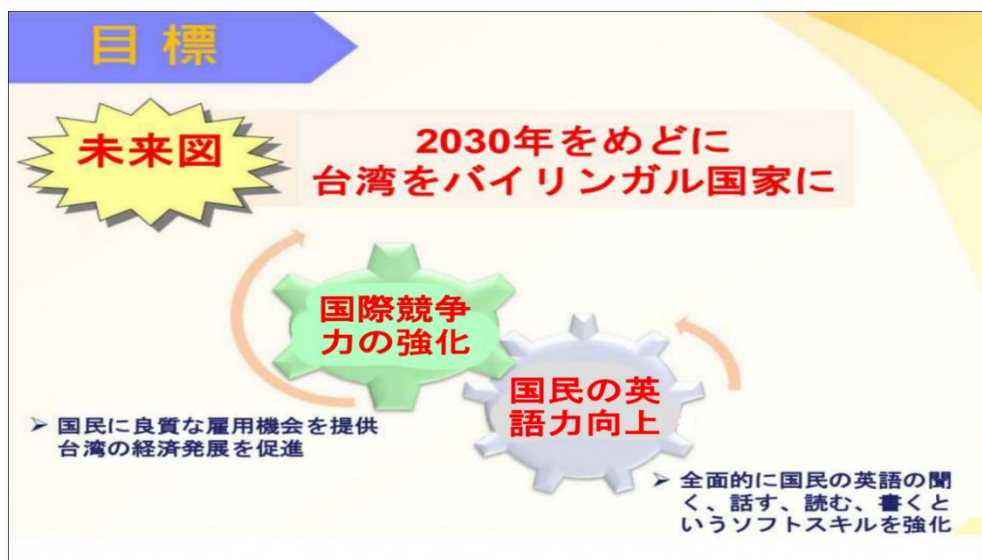 目標
未来図
2030年をめどに
台湾をバイリンガル国家に
国際競争
力の強化
国民の英
語力向上
➢ 国民に良質な雇用機会を提供
台湾の経済発展を促進
➢ 全面的に国民の英語の聞
く、話す、読む、書くと
いうソフトスキルを強化